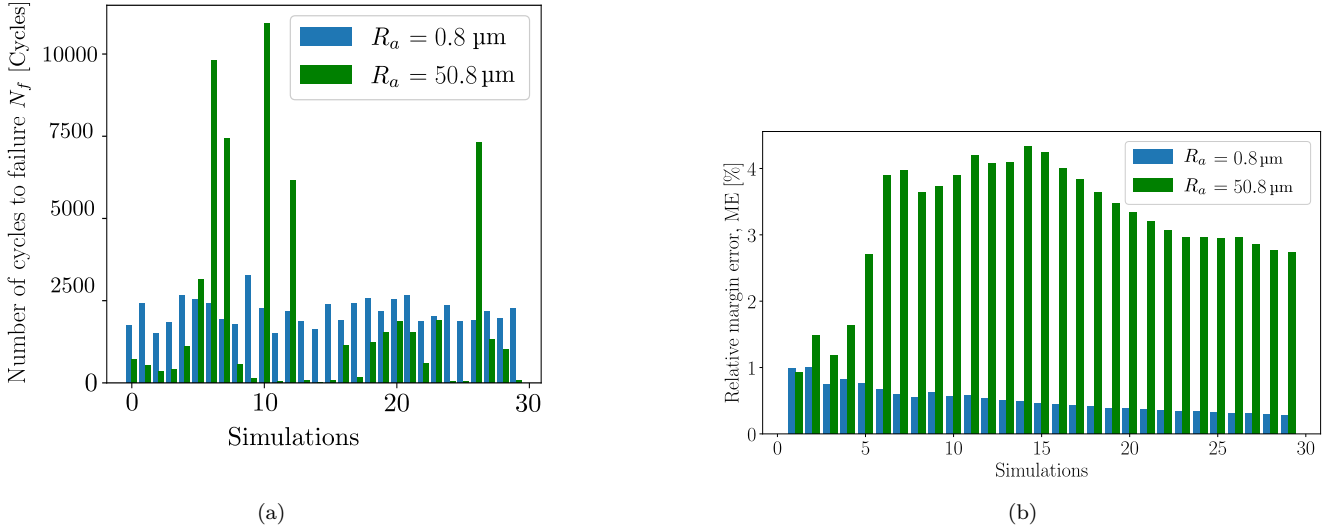 Number of cycles to failure N_f [Cycles]
10000
7500
5000
2500
0
R_a = 0.8 µm
R_a = 50.8 µm
0 10 20 30
Simulations
(a)
Relative margin error, ME [%]
4
3
2
1
0
R_a = 0.8 µm
R_a = 50.8 µm
0 5 10 15 20 25 30
Simulations
(b)